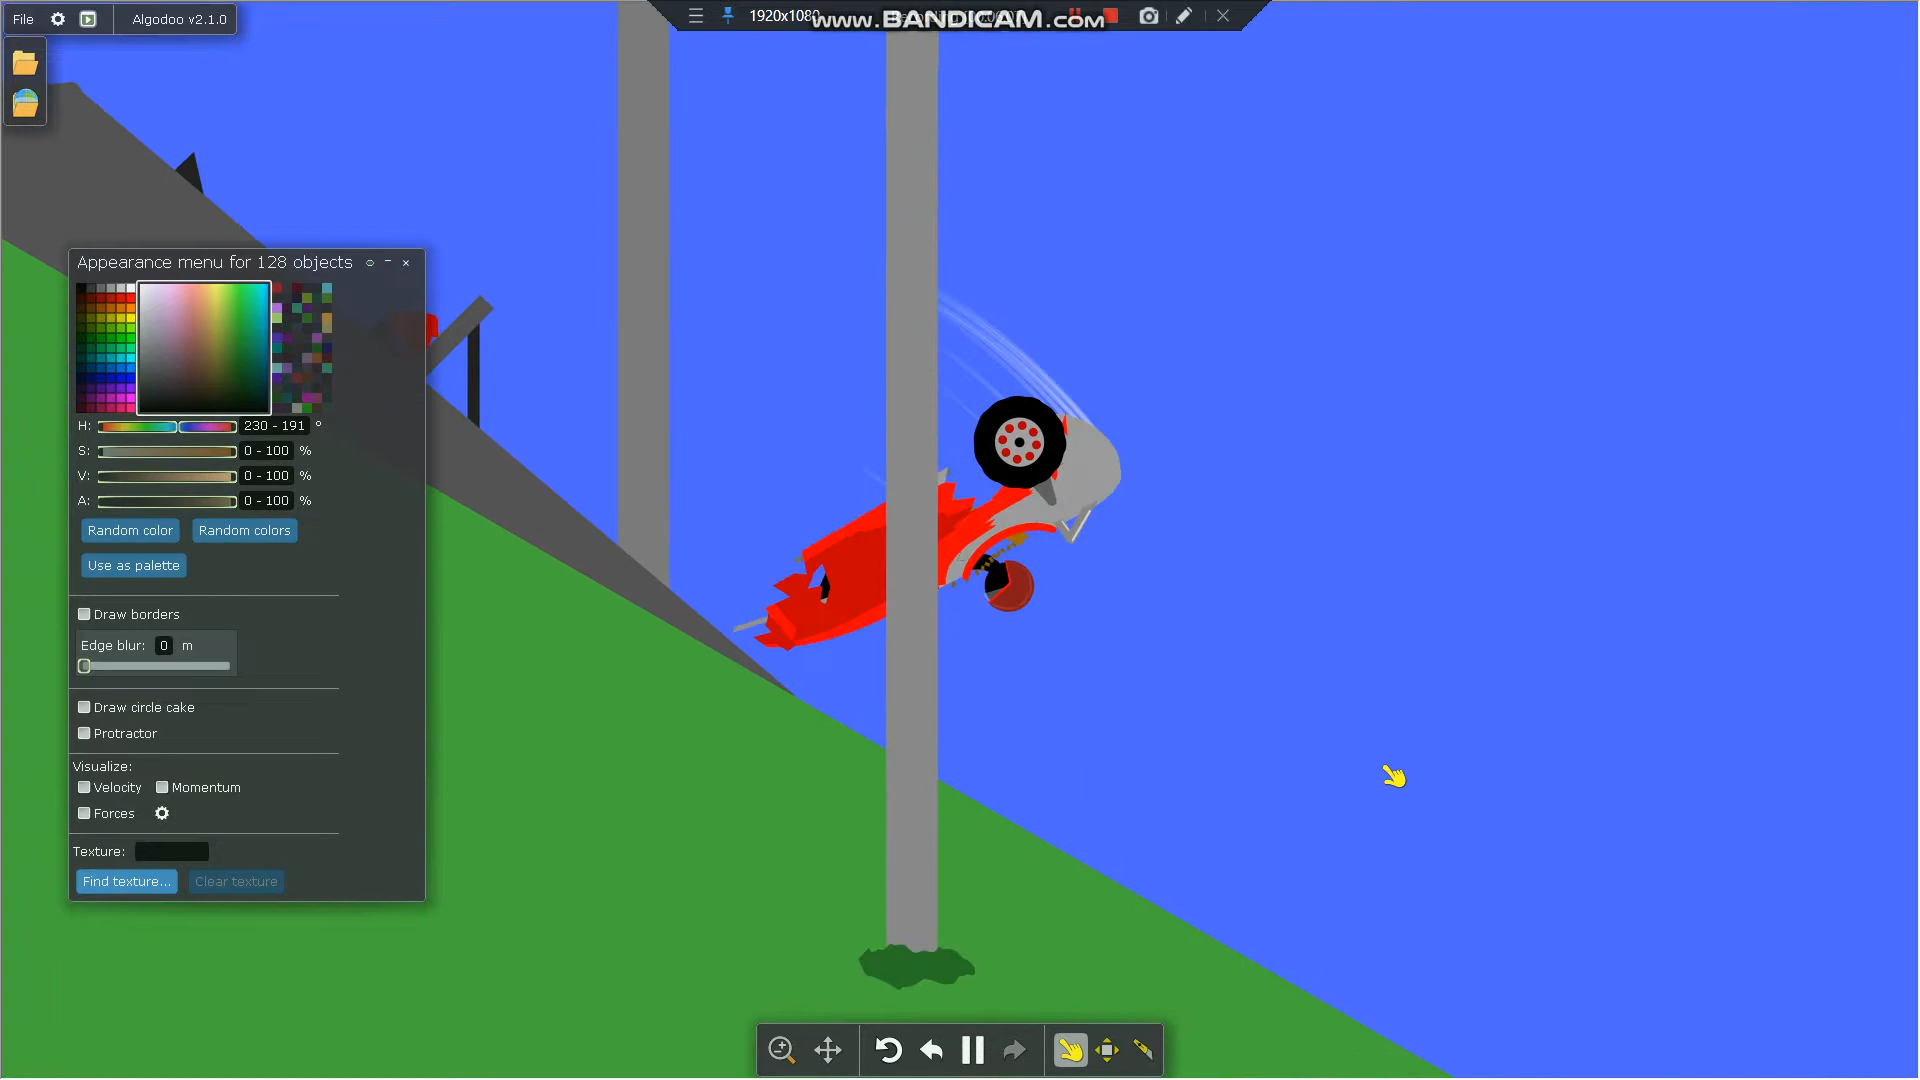 File
Algodoo v2.1.0
1920x1080
www.BANDICAM.com
Appearance menu for 128 objects
H: 230 - 191 °
S: 0 - 100 %
V: 0 - 100 %
A: 0 - 100 %
Random color Random colors
Use as palette
Draw borders
Edge blur: 0 m
Draw circle cake
Protractor
Visualize:
Velocity Momentum
Forces
Texture:
Find texture... Clear texture